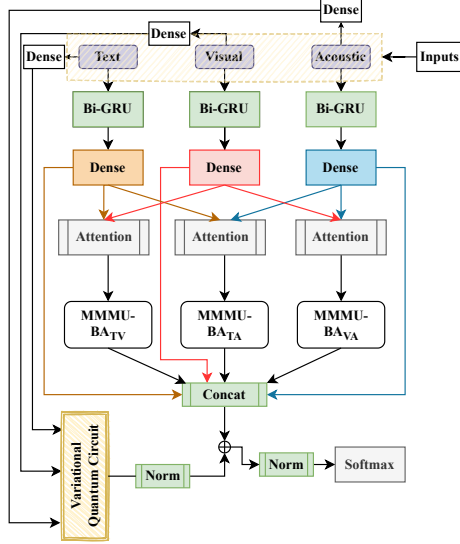 Dense
Dense
Dense
Text
Visual
Acoustic
Inputs
Bi-GRU
Bi-GRU
Bi-GRU
Dense
Dense
Dense
Attention
Attention
Attention
MMMU-
BATV
MMMU-
BATA
MMMU-
BAVA
Concat
Variational
Quantum Circuit
Norm
Norm
Softmax